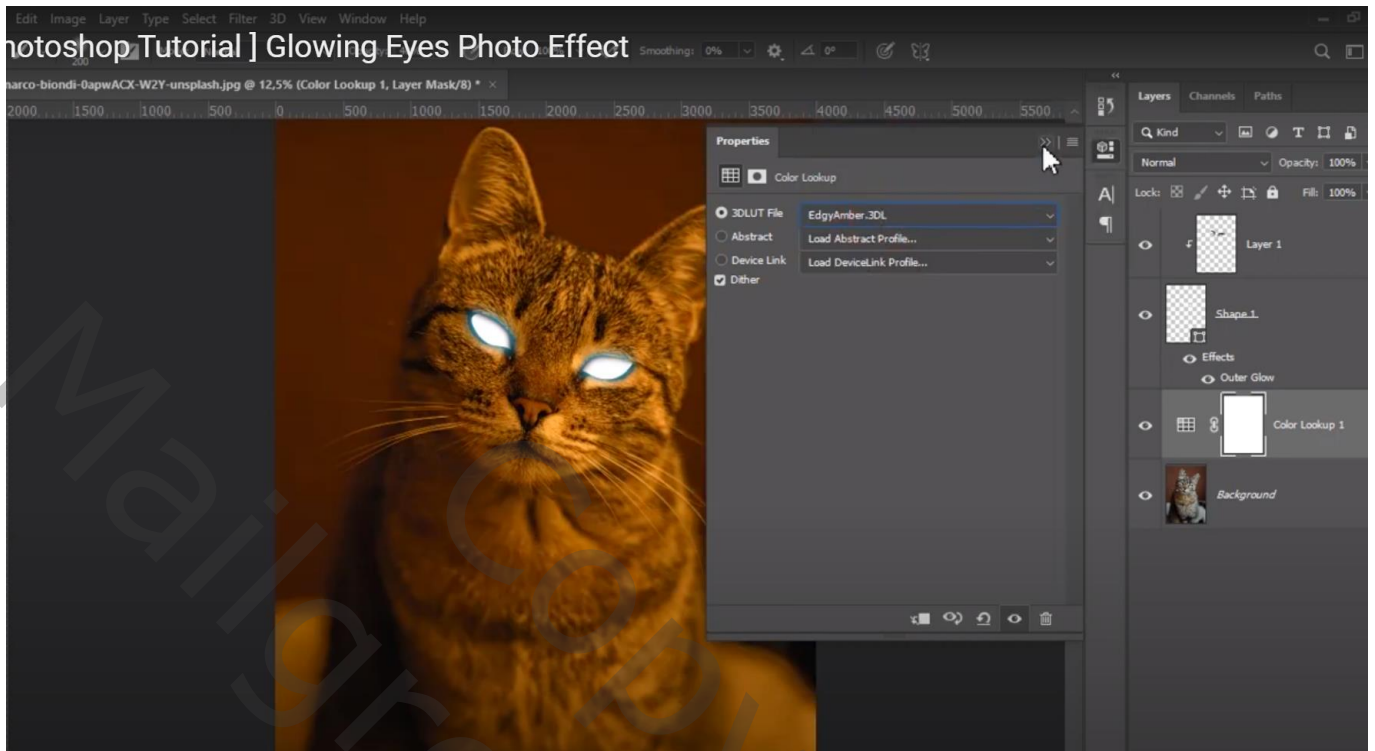 Edit Image Layer Type Select Filter 3D View Window Help
hotoshop Tutorial ] Glowing Eyes Photo Effect
200
Smoothing: 0%
0°
marco-biondi-0apwACX-W2Y-unsplash.jpg @ 12,5% (Color Lookup 1, Layer Mask/8) *
2000 1500 1000 500 0 500 1000 1500 2000 2500 3000 3500 4000 4500 5000 5500
Properties
Color Lookup
3DLUT File EdgyAmber.3DL
Abstract Load Abstract Profile...
Device Link Load DeviceLink Profile...
Dither
Layers Channels Paths
Kind
Normal Opacity: 100%
Lock: Fill: 100%
Layer 1
Shape 1
Effects
Outer Glow
Color Lookup 1
Background